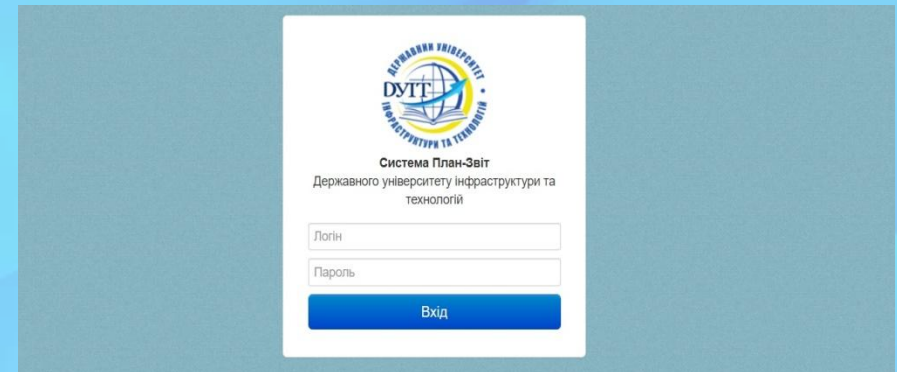 ДЕРЖАВНИЙ УНІВЕРСИТЕТ
ДУІТ
ІНФРАСТРУКТУРИ ТА ТЕХНОЛОГІЙ
Система План-Звіт
Державного університету інфраструктури та
технологій
Логін
Пароль
Вхід